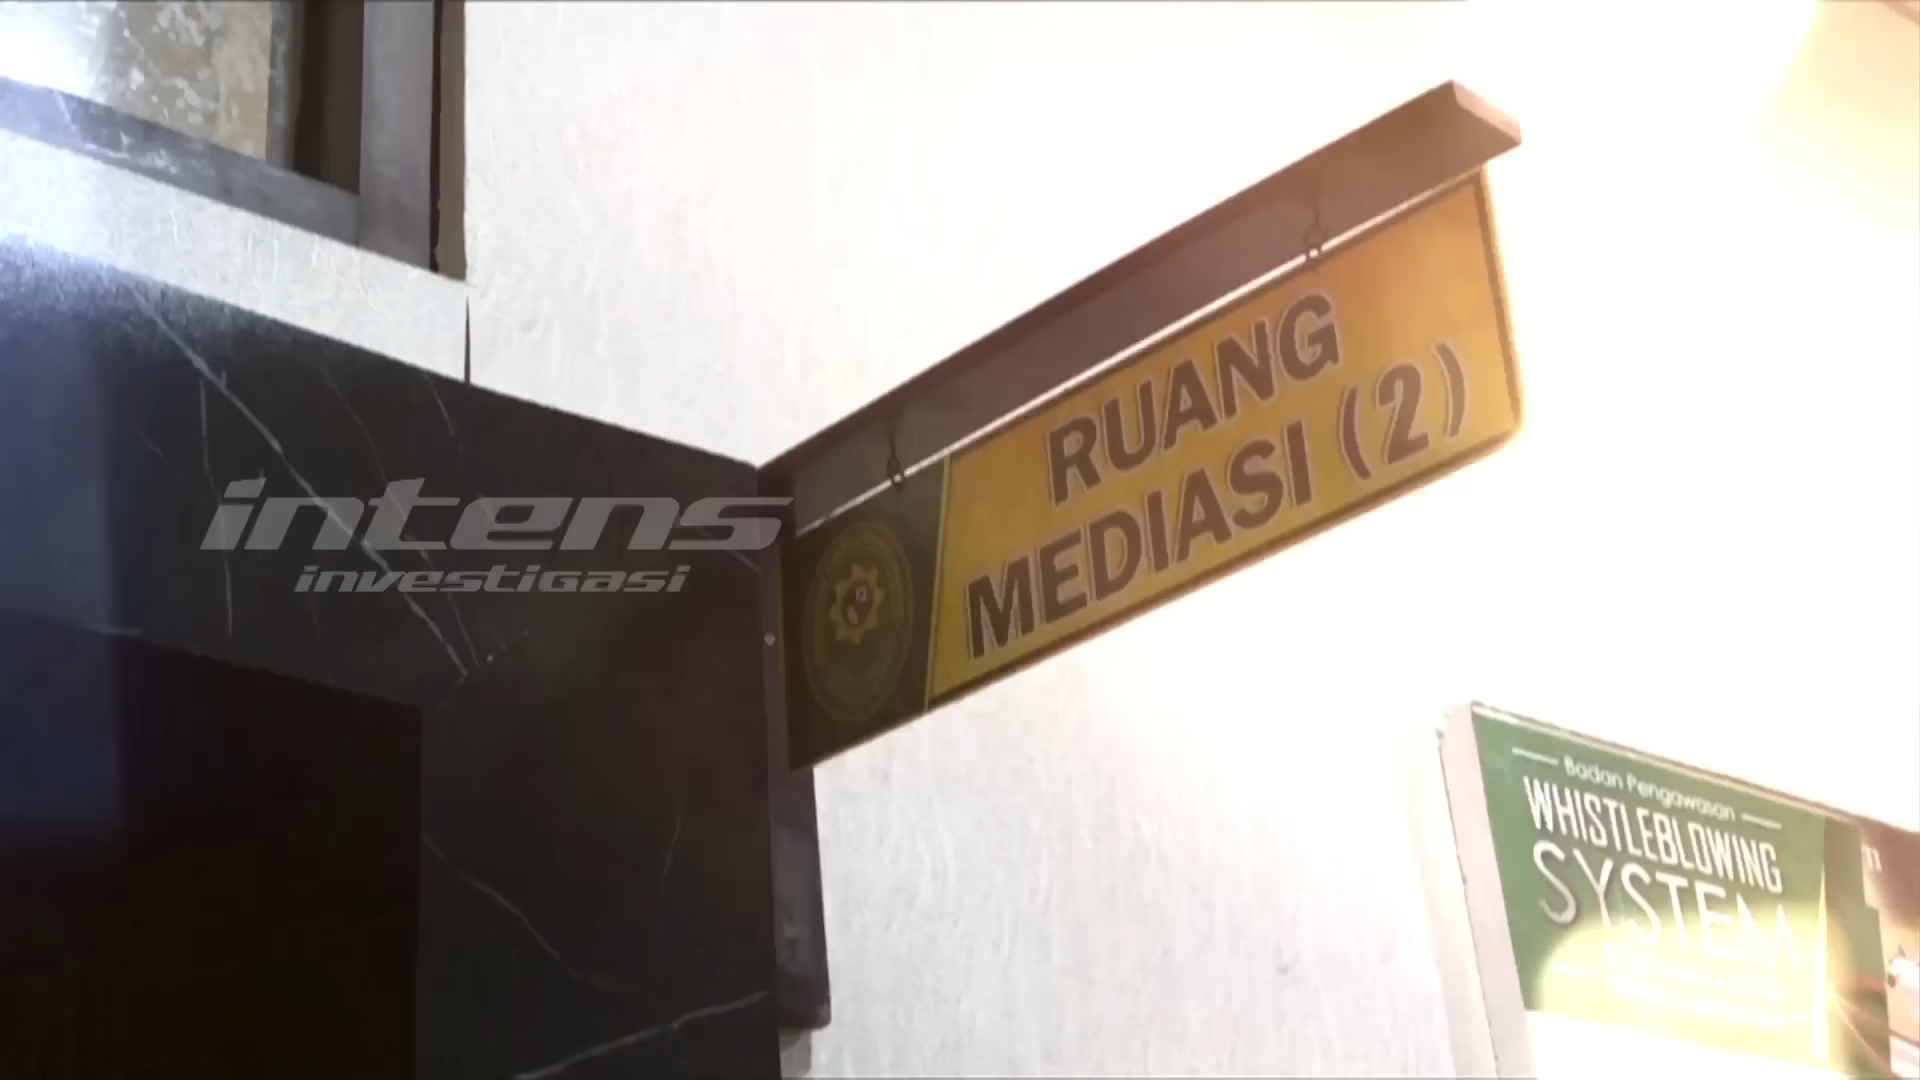 intens
investigasi
RUANG
MEDIASI (2)
Badan Pengawasan
WHISTLEBLOWING
SYSTEM